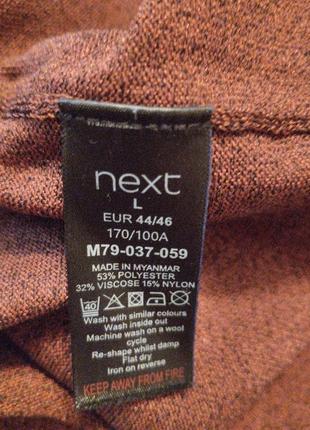 next
L
EUR 44/46
170/100A
M79-037-059
MADE IN MYANMAR
53% POLYESTER
32% VISCOSE 15% NYLON
40
Wash with similar colours
Wash inside out
Machine wash on a wool
cycle
Re-shape whilst damp
Flat dry
Iron on reverse
KEEP AWAY FROM FIRE